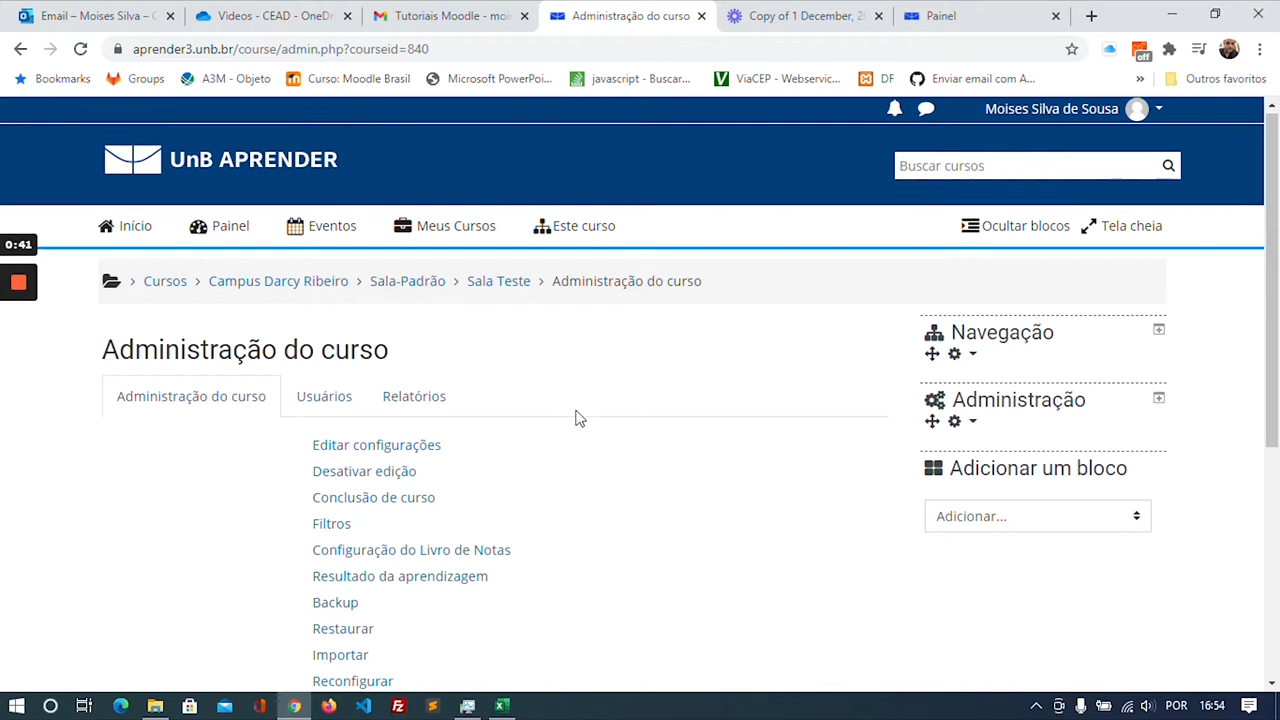 Email – Moises Silva – C
Videos - CEAD - OneDr
Tutoriais Moodle - moi
Administração do curso
Copy of 1 December, 2
Painel
aprender3.unb.br/course/admin.php?courseid=840
off
Bookmarks
Groups
A3M - Objeto
Curso: Moodle Brasil
Microsoft PowerPoi...
javascript - Buscar...
ViaCEP - Webservic...
DF
Enviar email com A...
»
Outros favoritos
Moises Silva de Sousa
UnB APRENDER
Buscar cursos
Início
Painel
Eventos
Meus Cursos
Este curso
Ocultar blocos
Tela cheia
0:41
Cursos > Campus Darcy Ribeiro > Sala-Padrão > Sala Teste > Administração do curso
Administração do curso
Administração do curso
Usuários
Relatórios
Editar configurações
Desativar edição
Conclusão de curso
Filtros
Configuração do Livro de Notas
Resultado da aprendizagem
Backup
Restaurar
Importar
Reconfigurar
Navegação
Administração
Adicionar um bloco
Adicionar...
POR
16:54